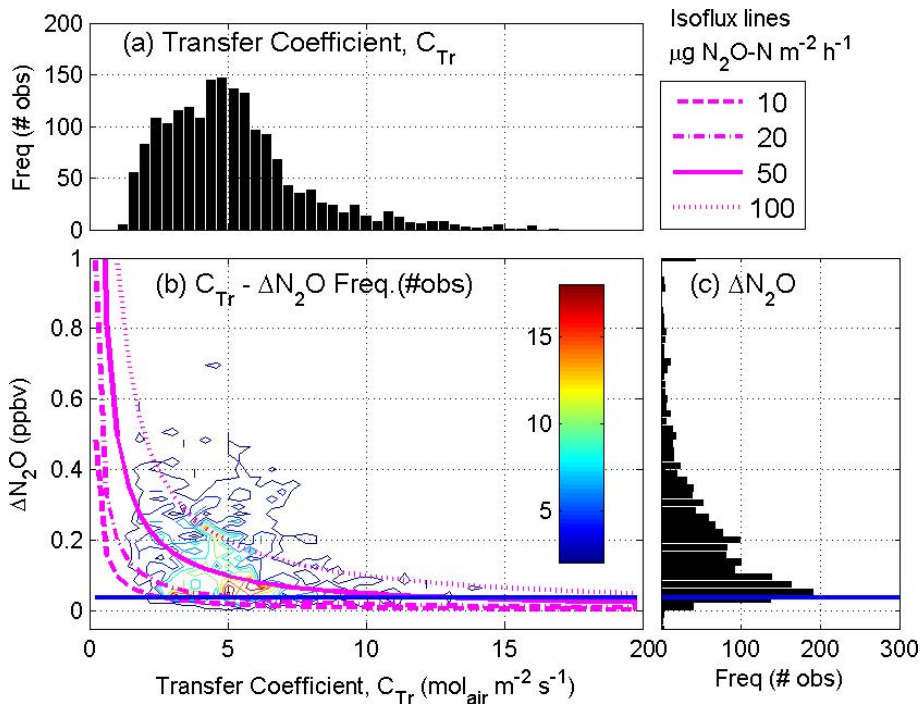 (a) Transfer Coefficient, C_Tr
Freq (# obs)
200
150
100
50
0
Isoflux lines
μg N₂O-N m⁻² h⁻¹
10
20
50
100
(b) C_Tr - ΔN₂O Freq.(#obs)
ΔN₂O (ppbv)
1
0.8
0.6
0.4
0.2
0
15
10
5
0 5 10 15 20
Transfer Coefficient, C_Tr (mol_air m⁻² s⁻¹)
(c) ΔN₂O
0 100 200 300
Freq (# obs)